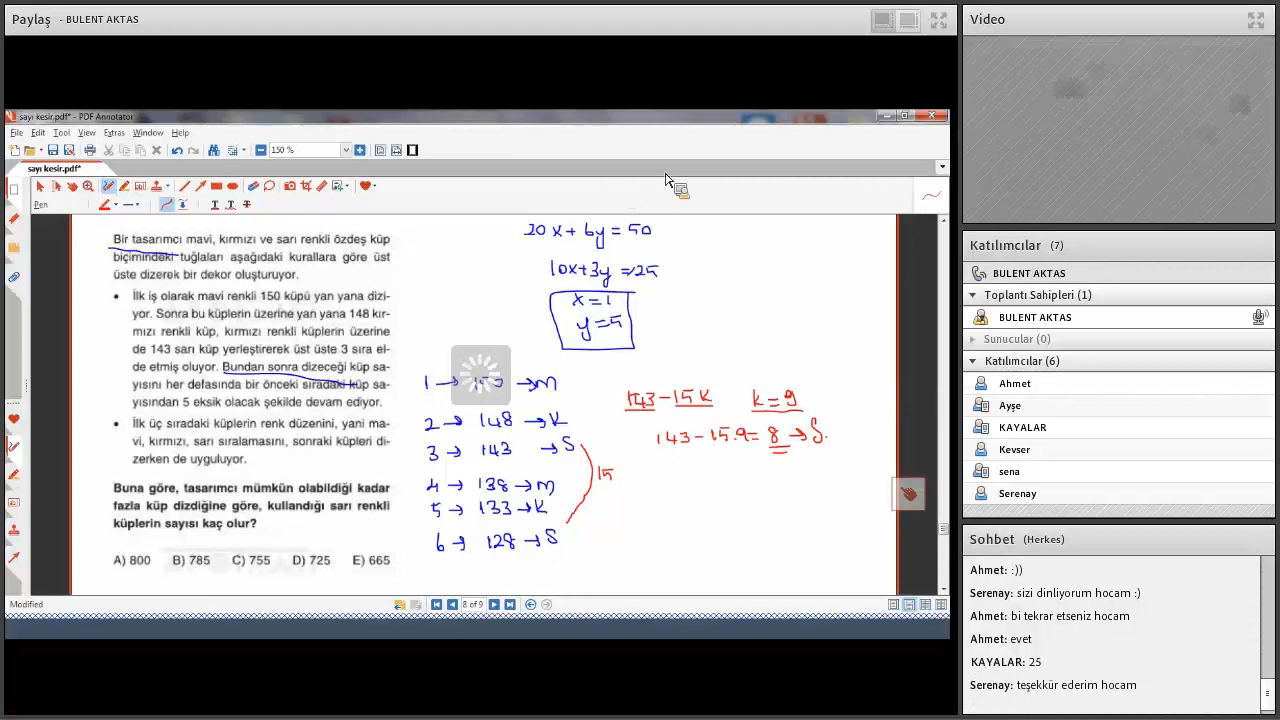 Paylaş - BULENT AKTAS
sayı kesir.pdf* - PDF Annotator
File Edit Tool View Extras Window Help
150 %
sayı kesir.pdf*
Pen
Bir tasarımcı mavi, kırmızı ve sarı renkli özdeş küp
biçimindeki tuğlaları aşağıdaki kurallara göre üst
üste dizerek bir dekor oluşturuyor.
• İlk iş olarak mavi renkli 150 küpü yan yana dizi-
yor. Sonra bu küplerin üzerine yan yana 148 kır-
mızı renkli küp, kırmızı renkli küplerin üzerine
de 143 sarı küp yerleştirerek üst üste 3 sıra el-
de etmiş oluyor. Bundan sonra dizeceği küp sa-
yısını her defasında bir önceki sıradaki küp sa-
yısından 5 eksik olacak şekilde devam ediyor.
• İlk üç sıradaki küplerin renk düzenini, yani ma-
vi, kırmızı, sarı sıralamasını, sonraki küpleri di-
zerken de uyguluyor.
Buna göre, tasarımcı mümkün olabildiği kadar
fazla küp dizdiğine göre, kullandığı sarı renkli
küplerin sayısı kaç olur?
A) 800 B) 785 C) 755 D) 725 E) 665
20x + 6y = 50
10x+3y = 25
x = 1
y = 5
1 → 150 → M
2 → 148 → K
3 → 143 → S
4 → 138 → M
5 → 133 → K
6 → 128 → S
15
143 - 15k k = 9
143 - 15.9 = 8 → S.
Modified
8 of 9
Video
Katılımcılar (7)
BULENT AKTAS
Toplantı Sahipleri (1)
BULENT AKTAS
Sunucular (0)
Katılımcılar (6)
Ahmet
Ayşe
KAYALAR
Kevser
sena
Serenay
Sohbet (Herkes)
Ahmet: :))
Serenay: sizi dinliyorum hocam :)
Ahmet: bi tekrar etseniz hocam
Ahmet: evet
KAYALAR: 25
Serenay: teşekkür ederim hocam